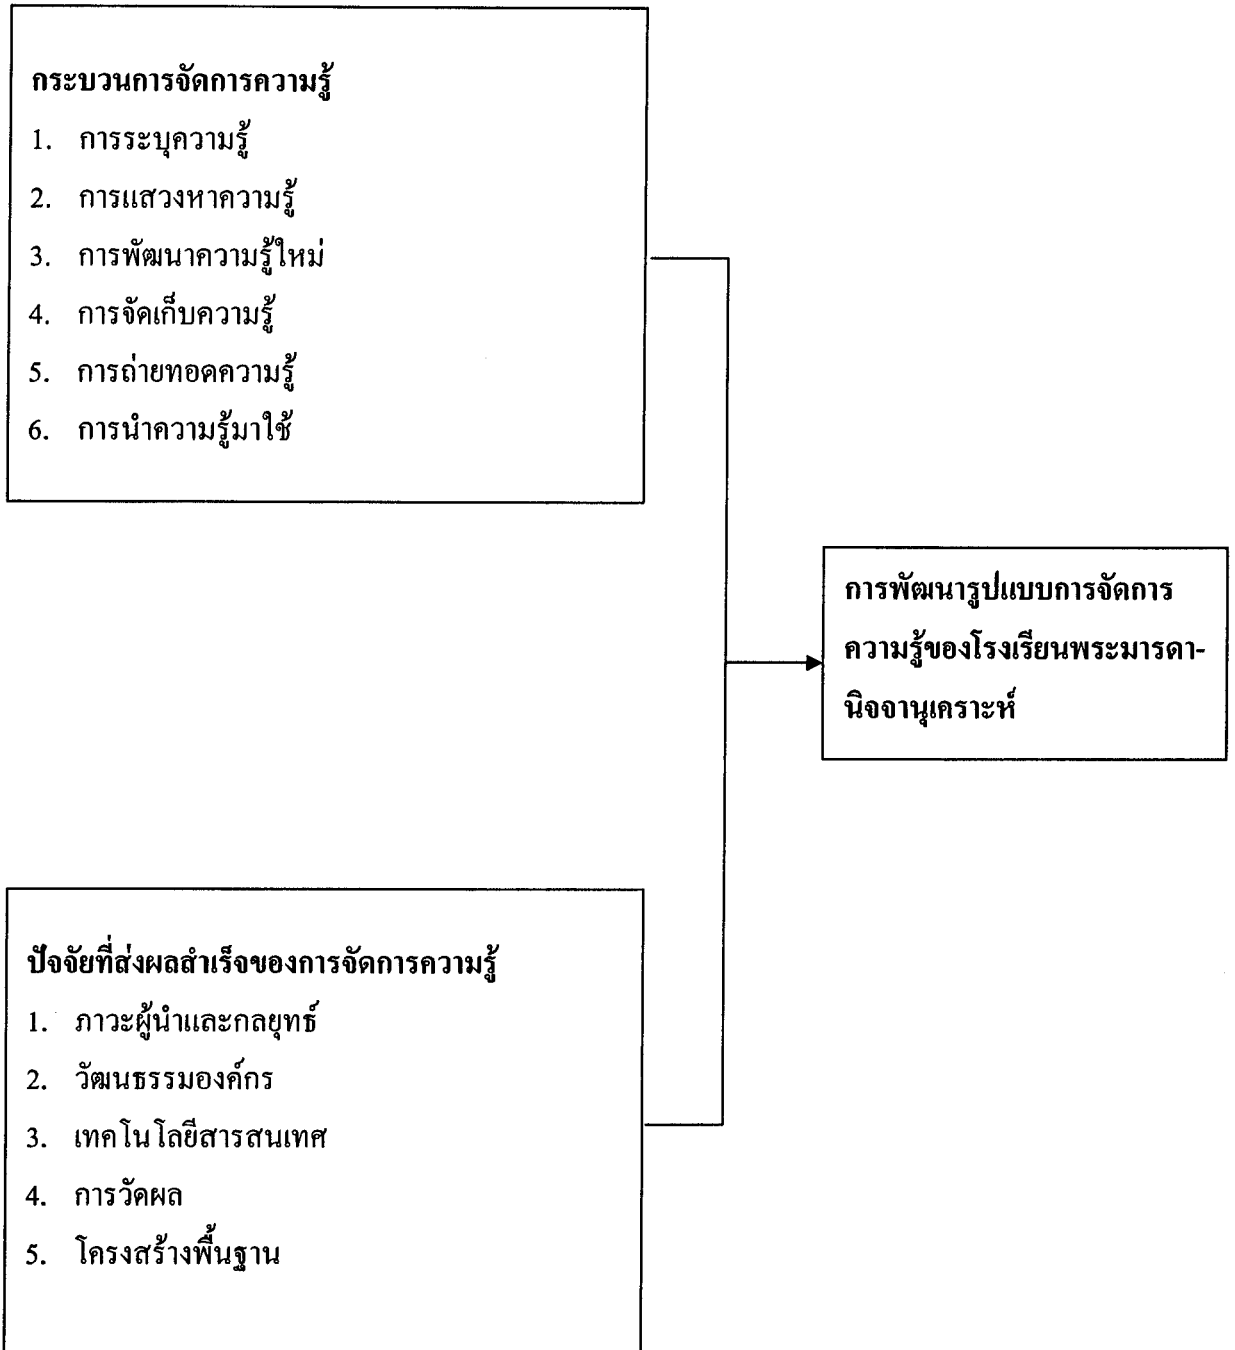 กระบวนการจัดการความรู้
1. การระบุความรู้
2. การแสวงหาความรู้
3. การพัฒนาความรู้ใหม่
4. การจัดเก็บความรู้
5. การถ่ายทอดความรู้
6. การนำความรู้มาใช้
การพัฒนารูปแบบการจัดการ
ความรู้ของโรงเรียนพระมารดา-
นิจจานุเคราะห์
ปัจจัยที่ส่งผลสำเร็จของการจัดการความรู้
1. ภาวะผู้นำและกลยุทธ์
2. วัฒนธรรมองค์กร
3. เทคโนโลยีสารสนเทศ
4. การวัดผล
5. โครงสร้างพื้นฐาน